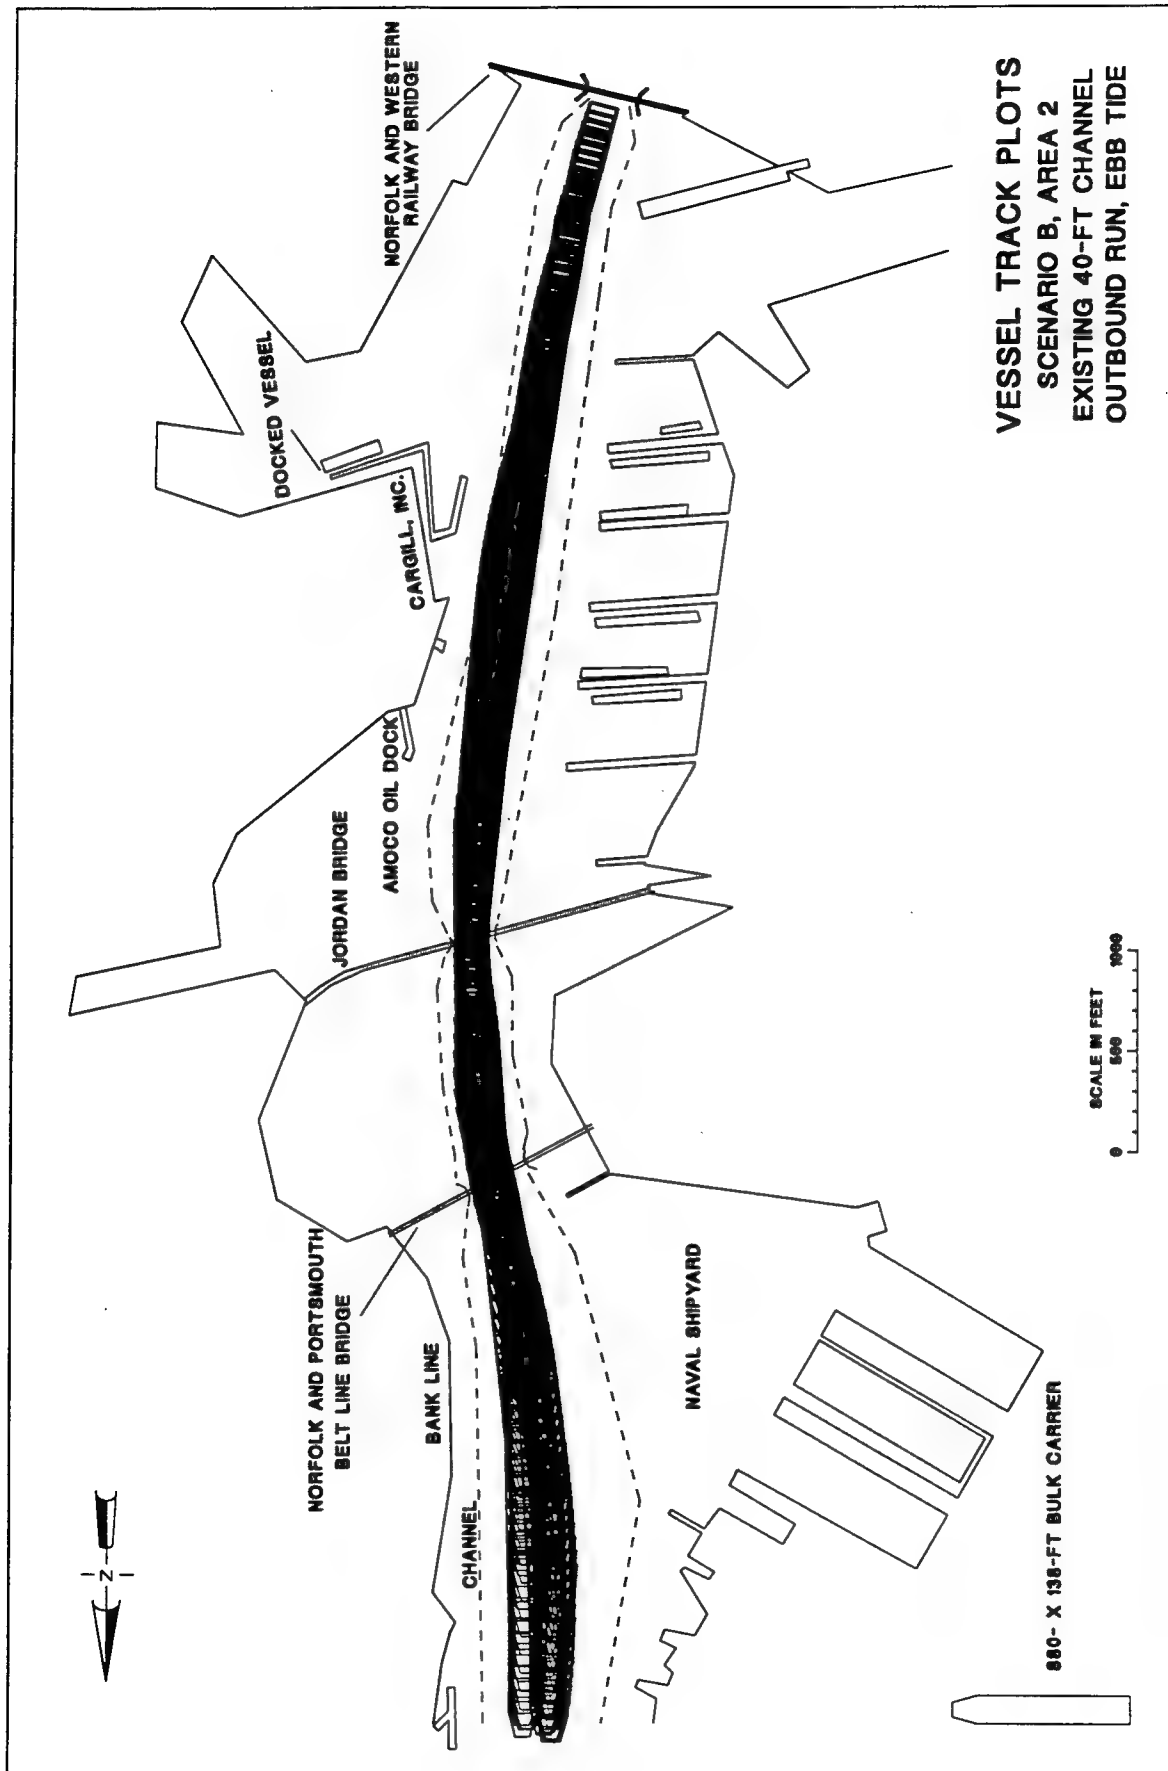 VESSEL TRACK PLOTS
SCENARIO B, AREA 2
EXISTING 40-FT CHANNEL
OUTBOUND RUN, EBB TIDE
NORFOLK AND WESTERN
RAILWAY BRIDGE
DOCKED VESSEL
CARGILL, INC.
AMOCO OIL DOCK
JORDAN BRIDGE
NORFOLK AND PORTSMOUTH
BELT LINE BRIDGE
BANK LINE
CHANNEL
NAVAL SHIPYARD
N
SCALE IN FEET
0 500 1000
880- X 138-FT BULK CARRIER